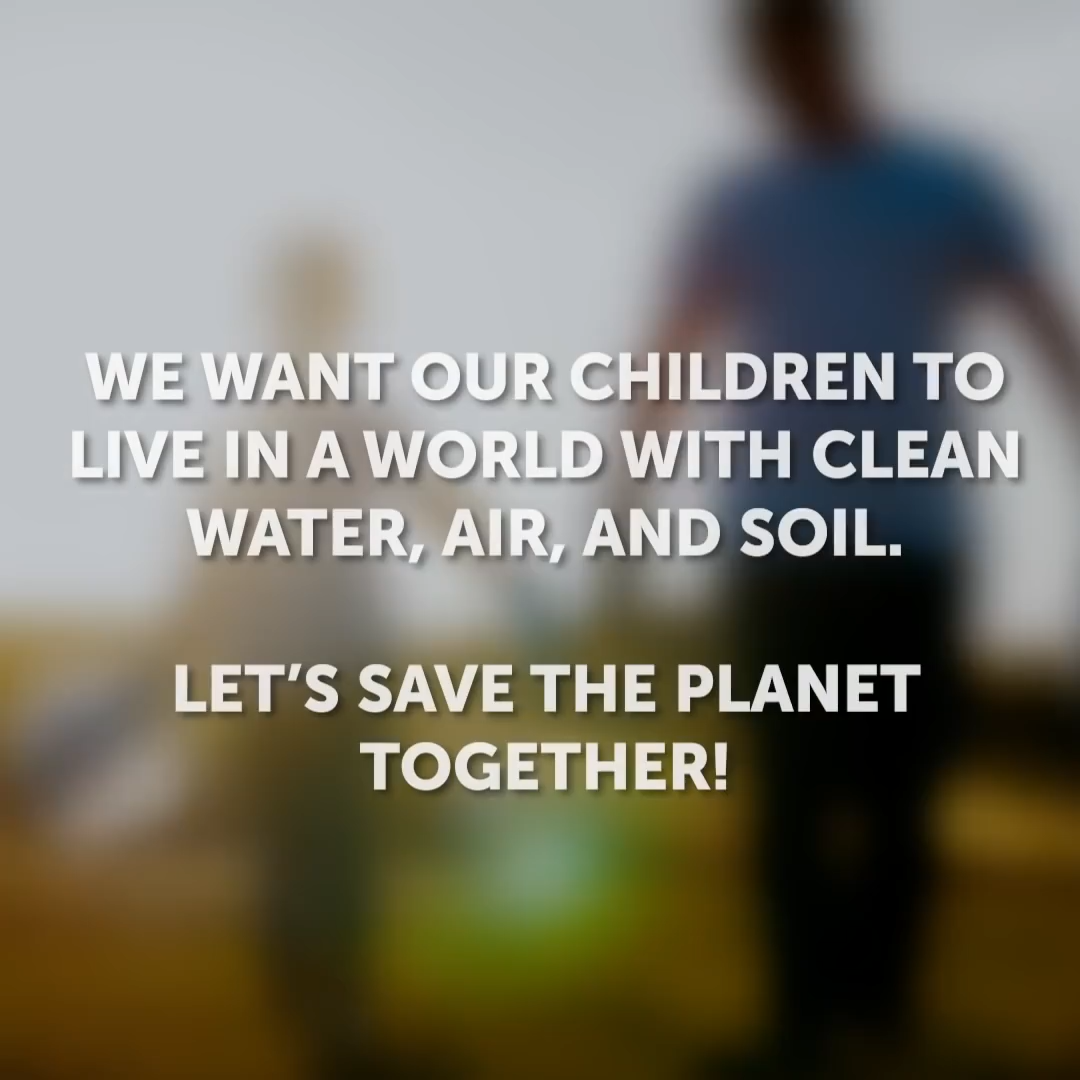 WE WANT OUR CHILDREN TO
LIVE IN A WORLD WITH CLEAN
WATER, AIR, AND SOIL.
LET’S SAVE THE PLANET
TOGETHER!